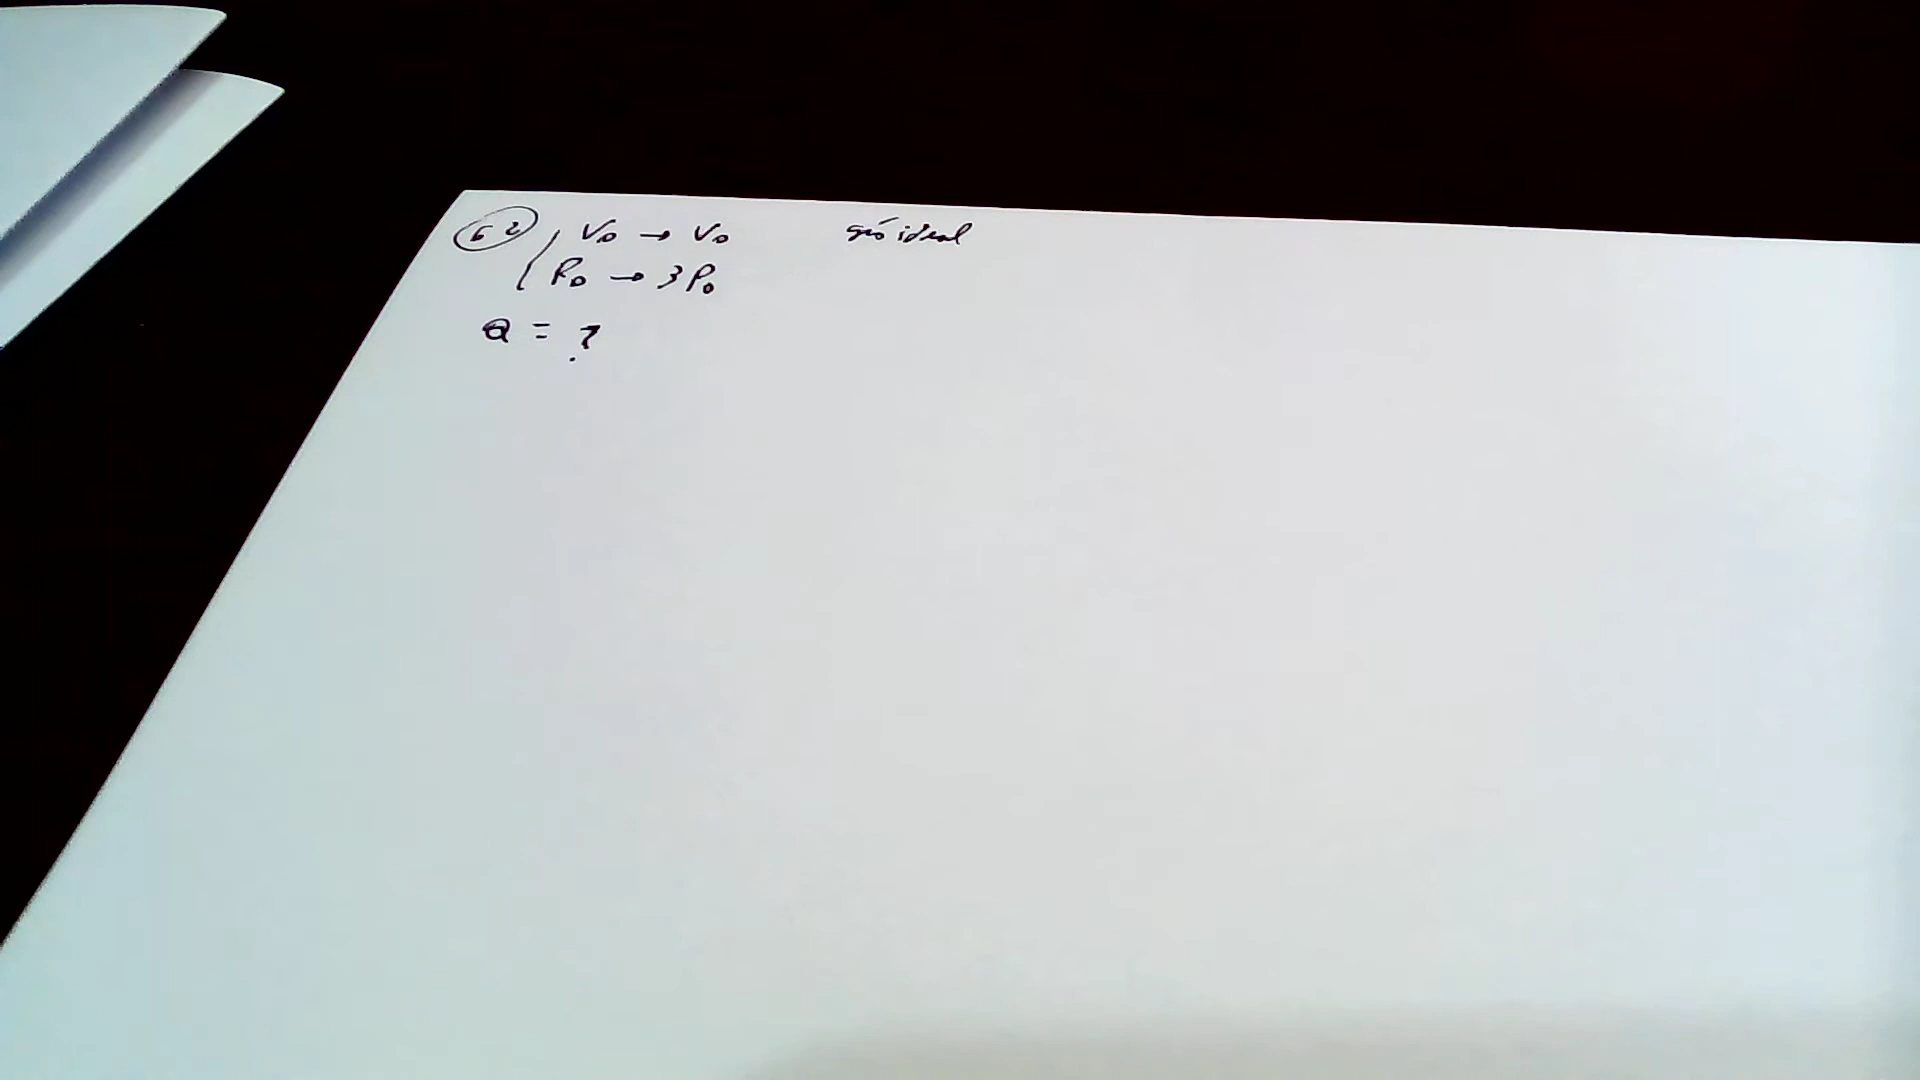 62 { V₀ → V₀ gás ideal
P₀ → 3P₀
Q = ?